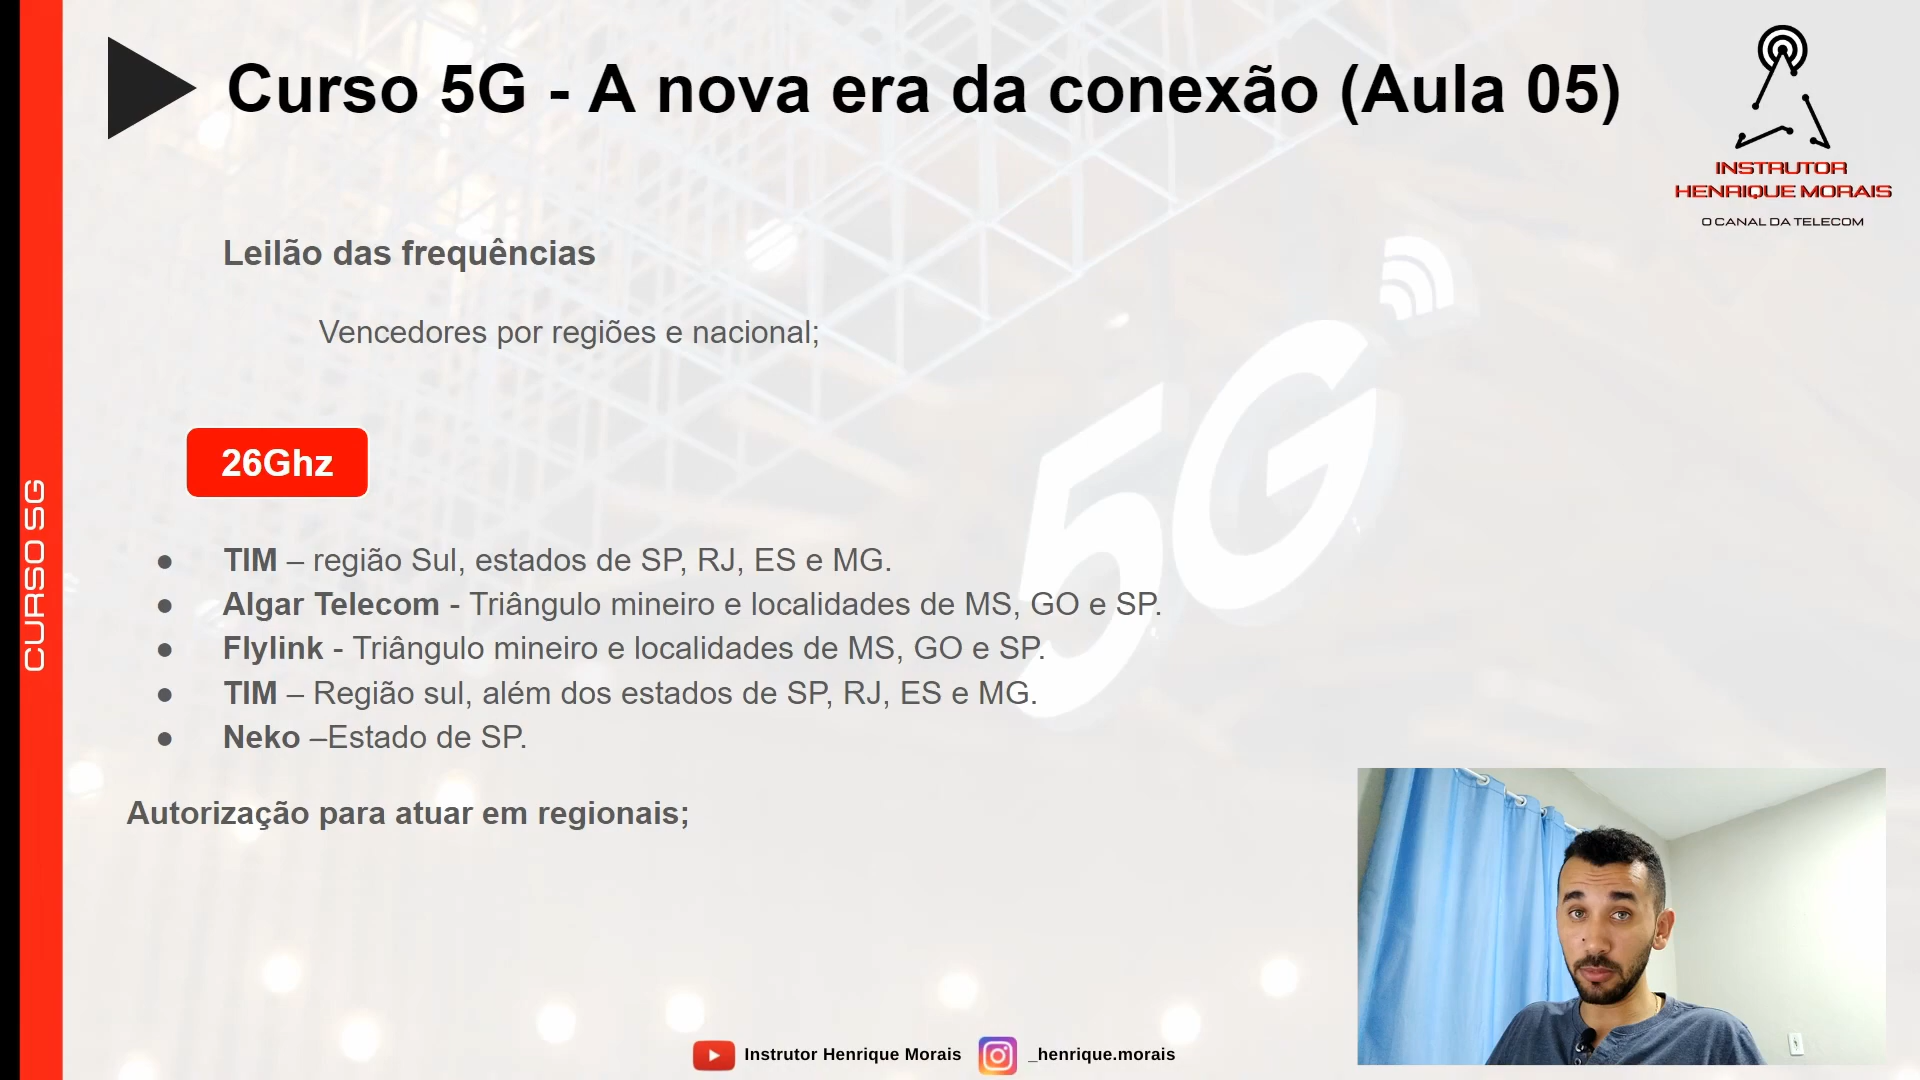 Curso 5G - A nova era da conexão (Aula 05)
INSTRUTOR
HENRIQUE MORAIS
O CANAL DA TELECOM
Leilão das frequências
Vencedores por regiões e nacional;
5G
26Ghz
CURSO 5G
● TIM – região Sul, estados de SP, RJ, ES e MG.
● Algar Telecom - Triângulo mineiro e localidades de MS, GO e SP.
● Flylink - Triângulo mineiro e localidades de MS, GO e SP.
● TIM – Região sul, além dos estados de SP, RJ, ES e MG.
● Neko –Estado de SP.
Autorização para atuar em regionais;
Instrutor Henrique Morais _henrique.morais